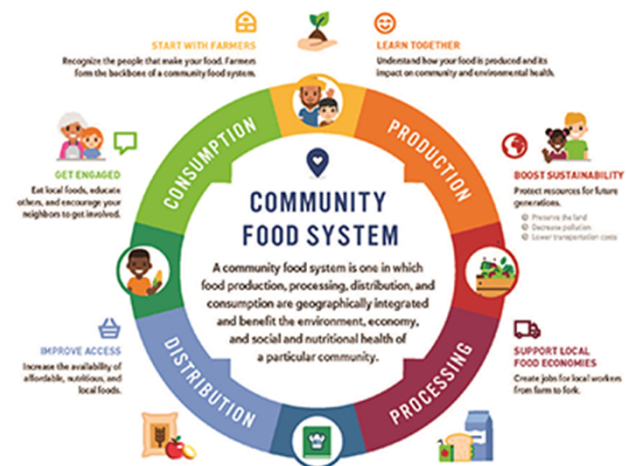 START WITH FARMERS
Recognize the people that make your food. Farmers
form the backbone of a community food system.
LEARN TOGETHER
Understand how your food is produced and its
impact on community and environmental health.
GET ENGAGED
Eat local foods, educate
others, and encourage your
neighbors to get involved.
BOOST SUSTAINABILITY
Protect resources for future
generations.
Preserve the land
Decrease pollution
Lower transportation costs
CONSUMPTION
PRODUCTION
COMMUNITY
FOOD SYSTEM
A community food system is one in which
food production, processing, distribution, and
consumption are geographically integrated
and benefit the environment, economy,
and social and nutritional health of
a particular community.
IMPROVE ACCESS
Increase the availability of
affordable, nutritious, and
local foods.
SUPPORT LOCAL
FOOD ECONOMIES
Create jobs for local workers
from farm to fork.
DISTRIBUTION
PROCESSING